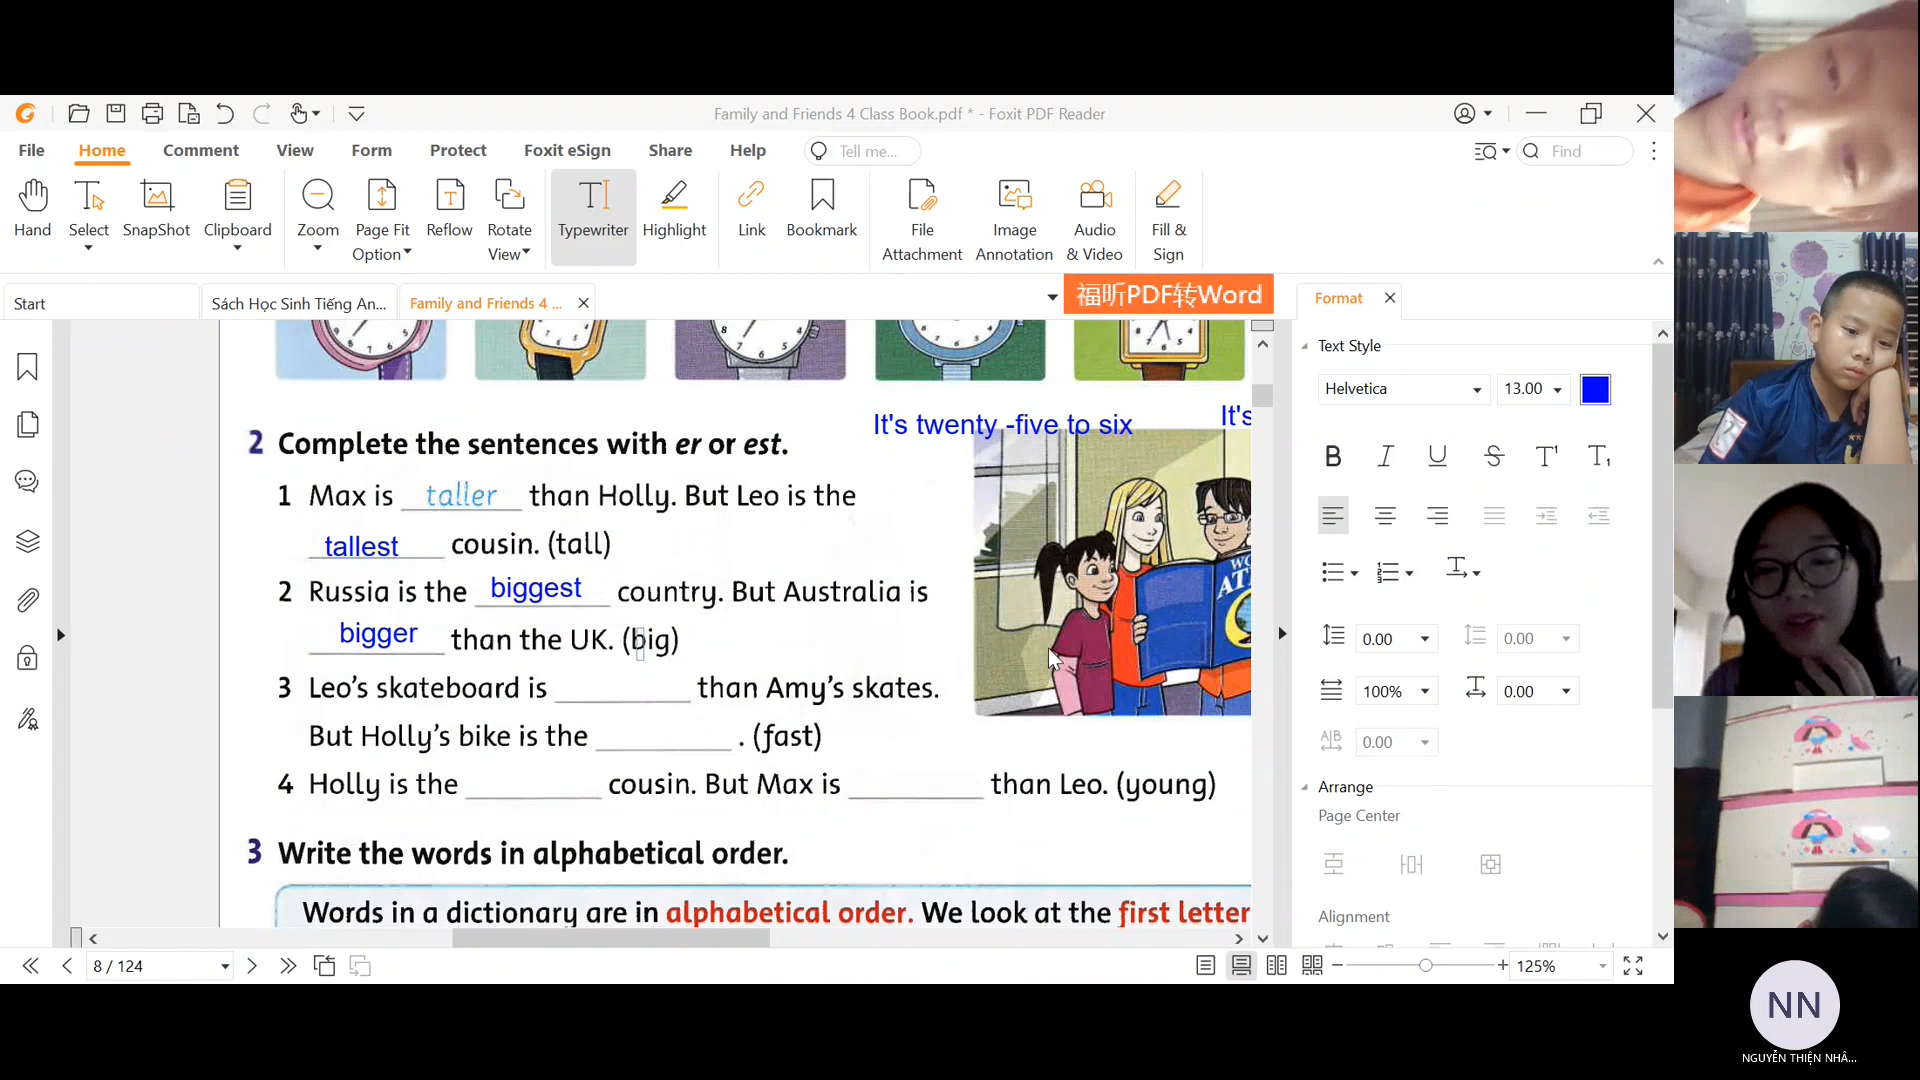 Family and Friends 4 Class Book.pdf * - Foxit PDF Reader
File Home Comment View Form Protect Foxit eSign Share Help Tell me... Find
Hand Select SnapShot Clipboard Zoom Page Fit Option Reflow Rotate View Typewriter Highlight Link Bookmark File Attachment Image Annotation Audio & Video Fill & Sign
Start Sách Học Sinh Tiếng An... Family and Friends 4 ... 福昕PDF转Word Format
It's twenty -five to six It's
2 Complete the sentences with er or est.
1 Max is taller than Holly. But Leo is the
tallest cousin. (tall)
2 Russia is the biggest country. But Australia is
bigger than the UK. (big)
3 Leo's skateboard is than Amy's skates.
But Holly's bike is the . (fast)
4 Holly is the cousin. But Max is than Leo. (young)
3 Write the words in alphabetical order.
Words in a dictionary are in alphabetical order. We look at the first letter
Text Style
Helvetica 13.00
0.00 0.00
100% 0.00
0.00
Arrange
Page Center
Alignment
8 / 124 125%
NN
NGUYỄN THIỆN NHÂ...